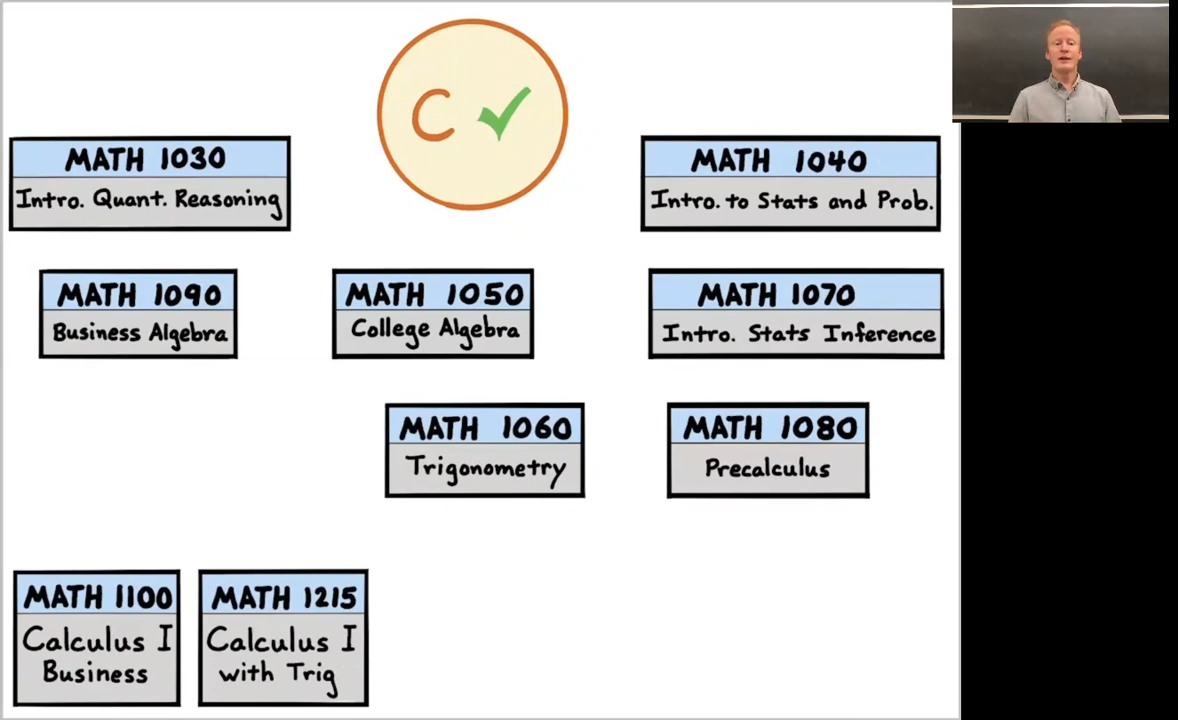 C ✓
MATH 1030
Intro. Quant. Reasoning
MATH 1040
Intro. to Stats and Prob.
MATH 1090
Business Algebra
MATH 1050
College Algebra
MATH 1070
Intro. Stats Inference
MATH 1060
Trigonometry
MATH 1080
Precalculus
MATH 1100
Calculus I
Business
MATH 1215
Calculus I
with Trig